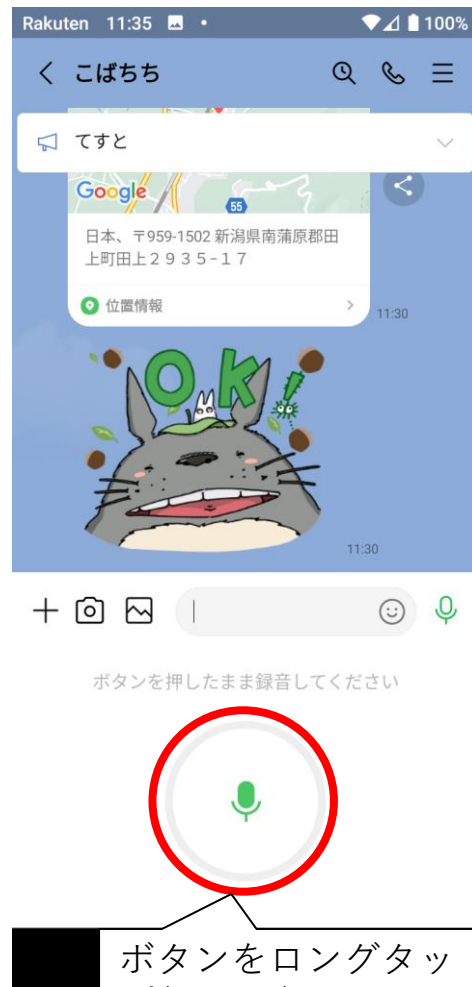 Rakuten 11:35 100%
こばちち
てすと
Google
55
日本、〒959-1502 新潟県南蒲原郡田
上町田上２９３５−１７
位置情報
11:30
OK!
11:30
ボタンを押したまま録音してください
ボタンをロングタッ